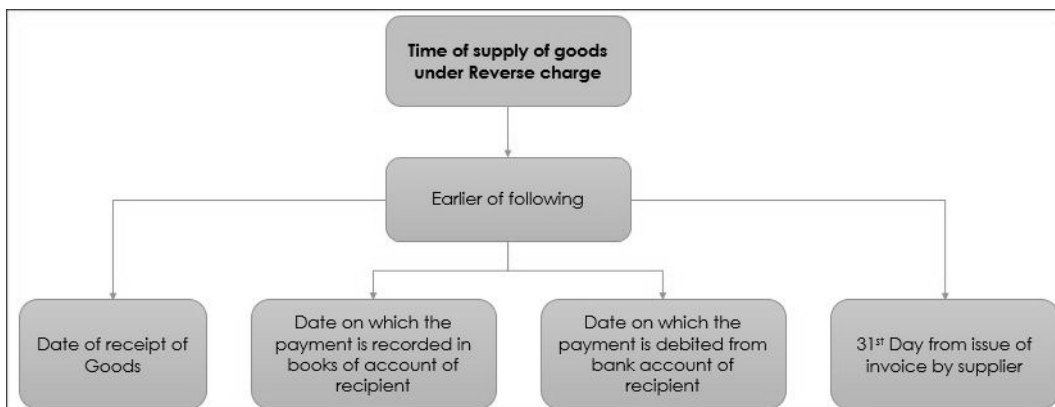 Time of supply of goods
under Reverse charge
Earlier of following
Date of receipt of
Goods
Date on which the
payment is recorded in
books of account of
recipient
Date on which the
payment is debited from
bank account of
recipient
31st Day from issue of
invoice by supplier